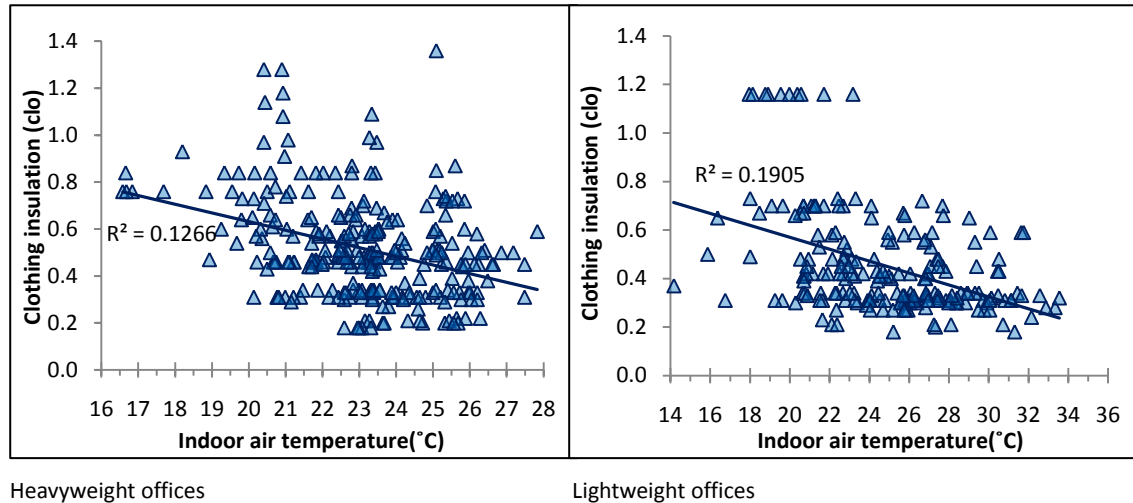 Clothing insulation (clo)
1.4
1.2
1.0
0.8
0.6
0.4
0.2
0.0
R² = 0.1266
16 17 18 19 20 21 22 23 24 25 26 27 28
Indoor air temperature(˚C)
Clothing insulation (clo)
1.4
1.2
1.0
0.8
0.6
0.4
0.2
0.0
R² = 0.1905
14 16 18 20 22 24 26 28 30 32 34 36
Indoor air temperature(˚C)
Heavyweight offices
Lightweight offices